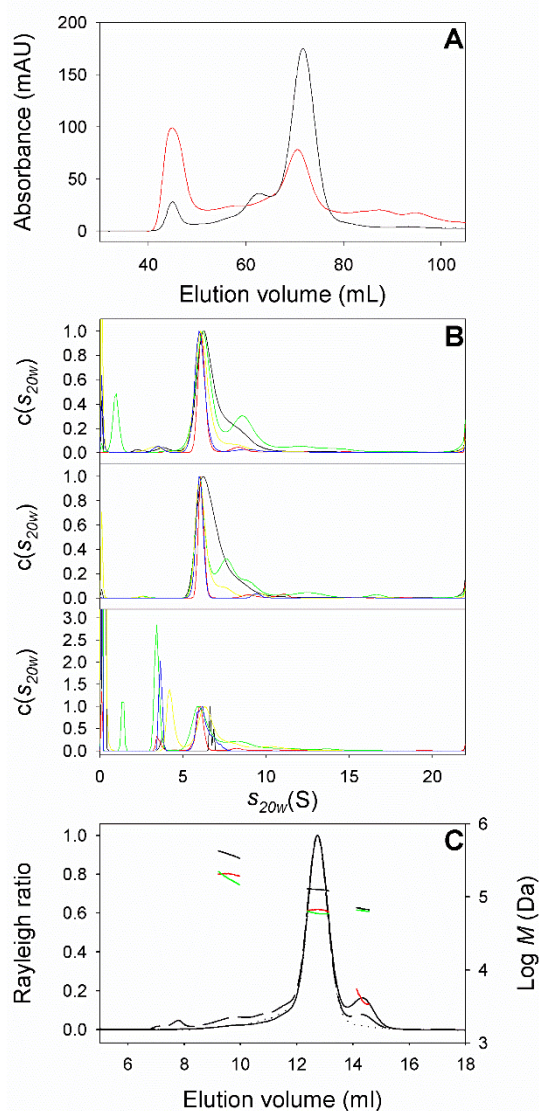 A
200
150
100
50
0
Absorbance (mAU)
40 60 80 100
Elution volume (mL)
B
1.0
0.8
0.6
0.4
0.2
0.0
c(s20w)
1.0
0.8
0.6
0.4
0.2
0.0
c(s20w)
3.0
2.5
2.0
1.5
1.0
0.5
0.0
c(s20w)
0 5 10 15 20
s20w(S)
C
1.0
0.8
0.6
0.4
0.2
0.0
Rayleigh ratio
6
5
4
3
Log M (Da)
6 8 10 12 14 16 18
Elution volume (ml)